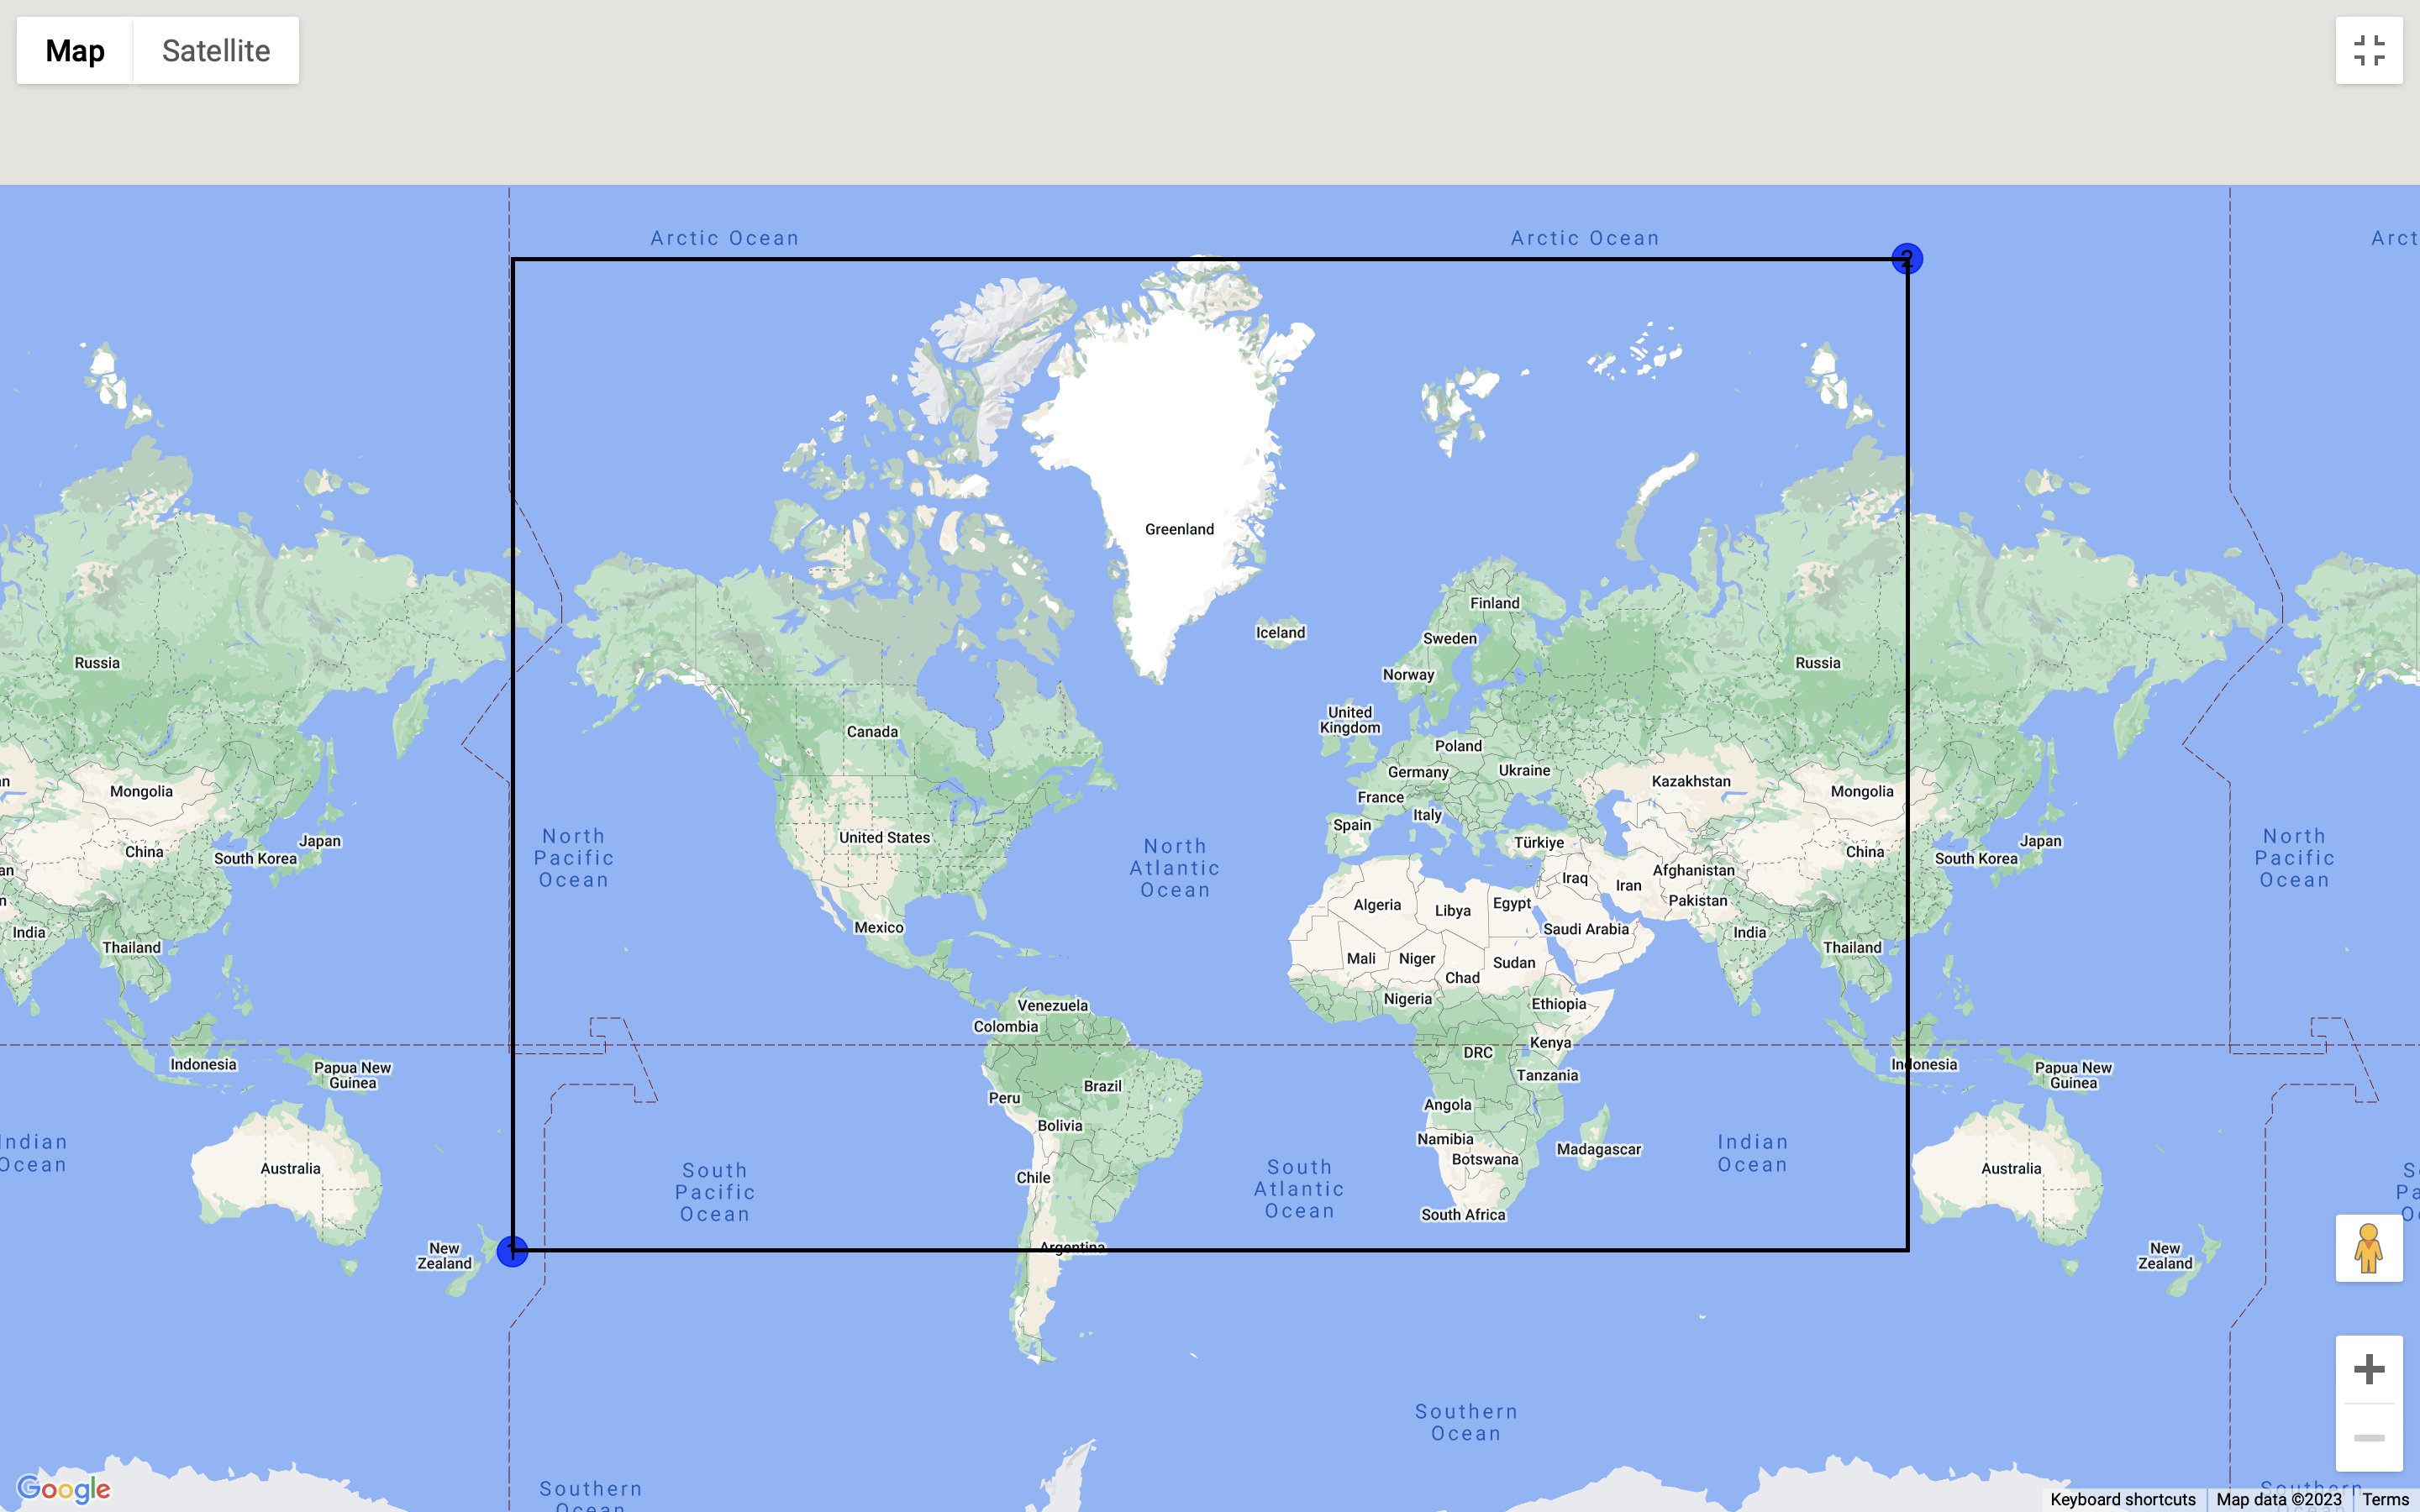 Map
Satellite
Arctic Ocean
Arctic Ocean
Arct
2
Greenland
Finland
Iceland
Sweden
Russia
Russia
Norway
United
Kingdom
Canada
Poland
Germany
Ukraine
Kazakhstan
Mongolia
Mongolia
France
Italy
Spain
United States
Japan
Japan
Türkiye
China
China
South Korea
South Korea
North
Pacific
Ocean
North
Atlantic
Ocean
North
Pacific
Ocean
Afghanistan
Iraq
Iran
Pakistan
Algeria
Libya
Egypt
Mexico
Saudi Arabia
India
India
Thailand
Thailand
Mali
Niger
Sudan
Chad
Nigeria
Ethiopia
Venezuela
Colombia
Kenya
DRC
Indonesia
Indonesia
Papua New
Guinea
Papua New
Guinea
Tanzania
Brazil
Peru
Angola
Bolivia
Namibia
Madagascar
Botswana
Indian
Ocean
Indian
Ocean
Australia
Australia
Chile
South
Pacific
Ocean
South
Atlantic
Ocean
South Africa
New
Zealand
1
Argentina
New
Zealand
Southern
Ocean
Southern
Ocean
Southern
Google
Keyboard shortcuts
Map data ©2023
Terms